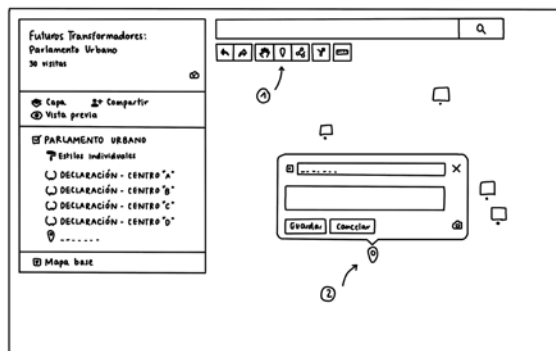 Futuros Transformadores:
Parlamento Urbano
30 visitas
Capa Compartir
Vista previa
PARLAMENTO URBANO
Estilos individuales
DECLARACIÓN - CENTRO "A"
DECLARACIÓN - CENTRO "B"
DECLARACIÓN - CENTRO "C"
DECLARACIÓN - CENTRO "D"
Mapa base
1
Guardar Cancelar
2